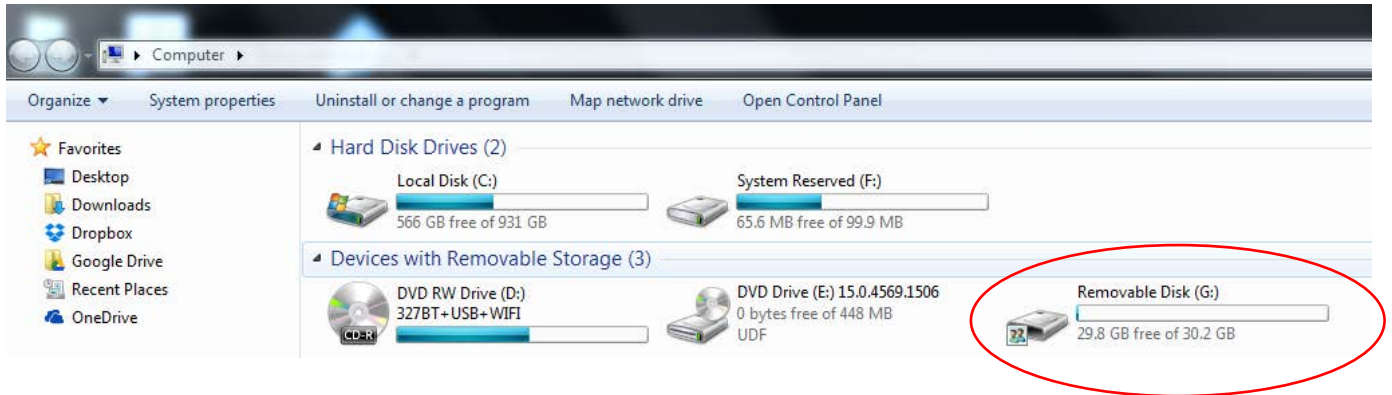 Computer
Organize System properties Uninstall or change a program Map network drive Open Control Panel
Favorites
Desktop
Downloads
Dropbox
Google Drive
Recent Places
OneDrive
Hard Disk Drives (2)
Local Disk (C:)
566 GB free of 931 GB
System Reserved (F:)
65.6 MB free of 99.9 MB
Devices with Removable Storage (3)
DVD RW Drive (D:)
327BT+USB+WIFI
CD-R
DVD Drive (E:) 15.0.4569.1506
0 bytes free of 448 MB
UDF
Removable Disk (G:)
29.8 GB free of 30.2 GB